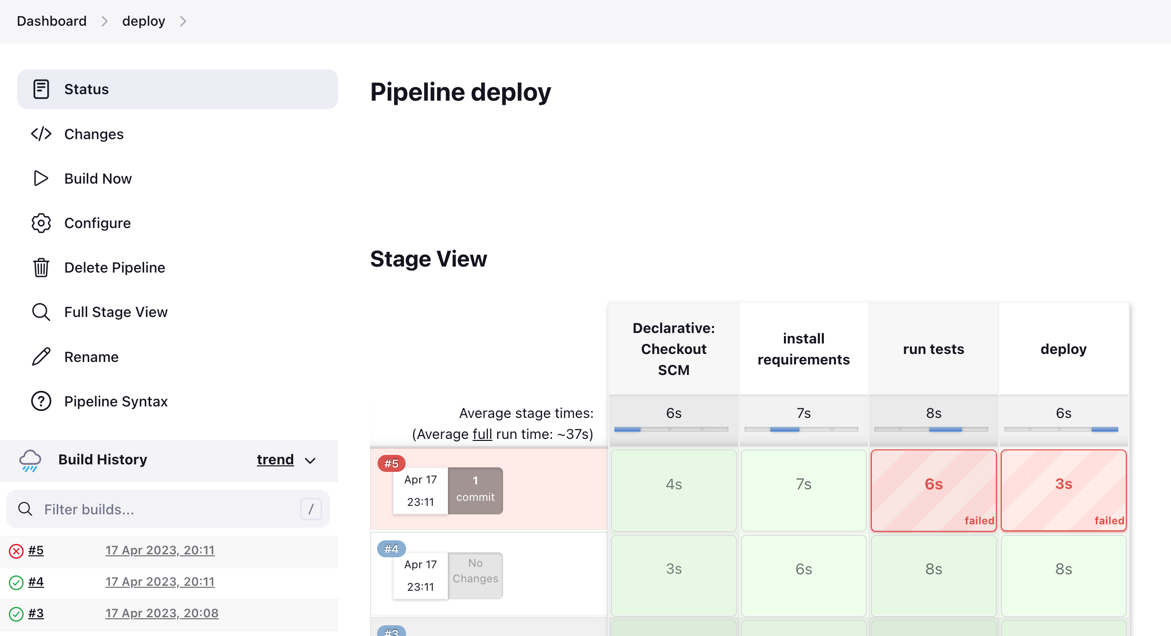 Dashboard
deploy
Status
Changes
Build Now
Configure
Delete Pipeline
Full Stage View
Rename
Pipeline Syntax
Build History
trend
Filter builds...
/
#5 17 Apr 2023, 20:11
#4 17 Apr 2023, 20:11
#3 17 Apr 2023, 20:08
Pipeline deploy
Stage View
Declarative:
Checkout
SCM
install
requirements
run tests
deploy
Average stage times:
(Average full run time: ~37s)
6s 7s 8s 6s
#5
Apr 17
23:11
1
commit
4s 7s 6s 3s
failed failed
#4
Apr 17
23:11
No
Changes
3s 6s 8s 8s
#3